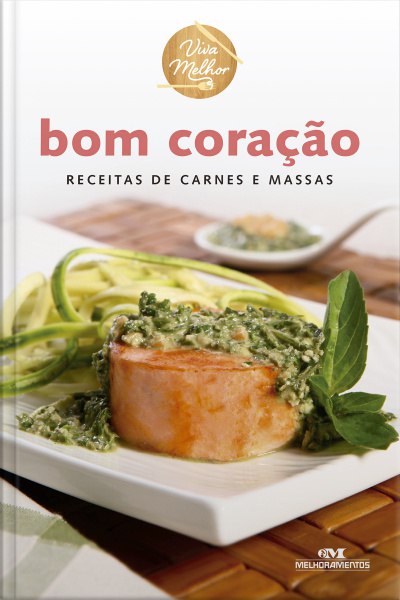 Viva
Melhor
bom coração
RECEITAS DE CARNES E MASSAS
MELHORAMENTOS